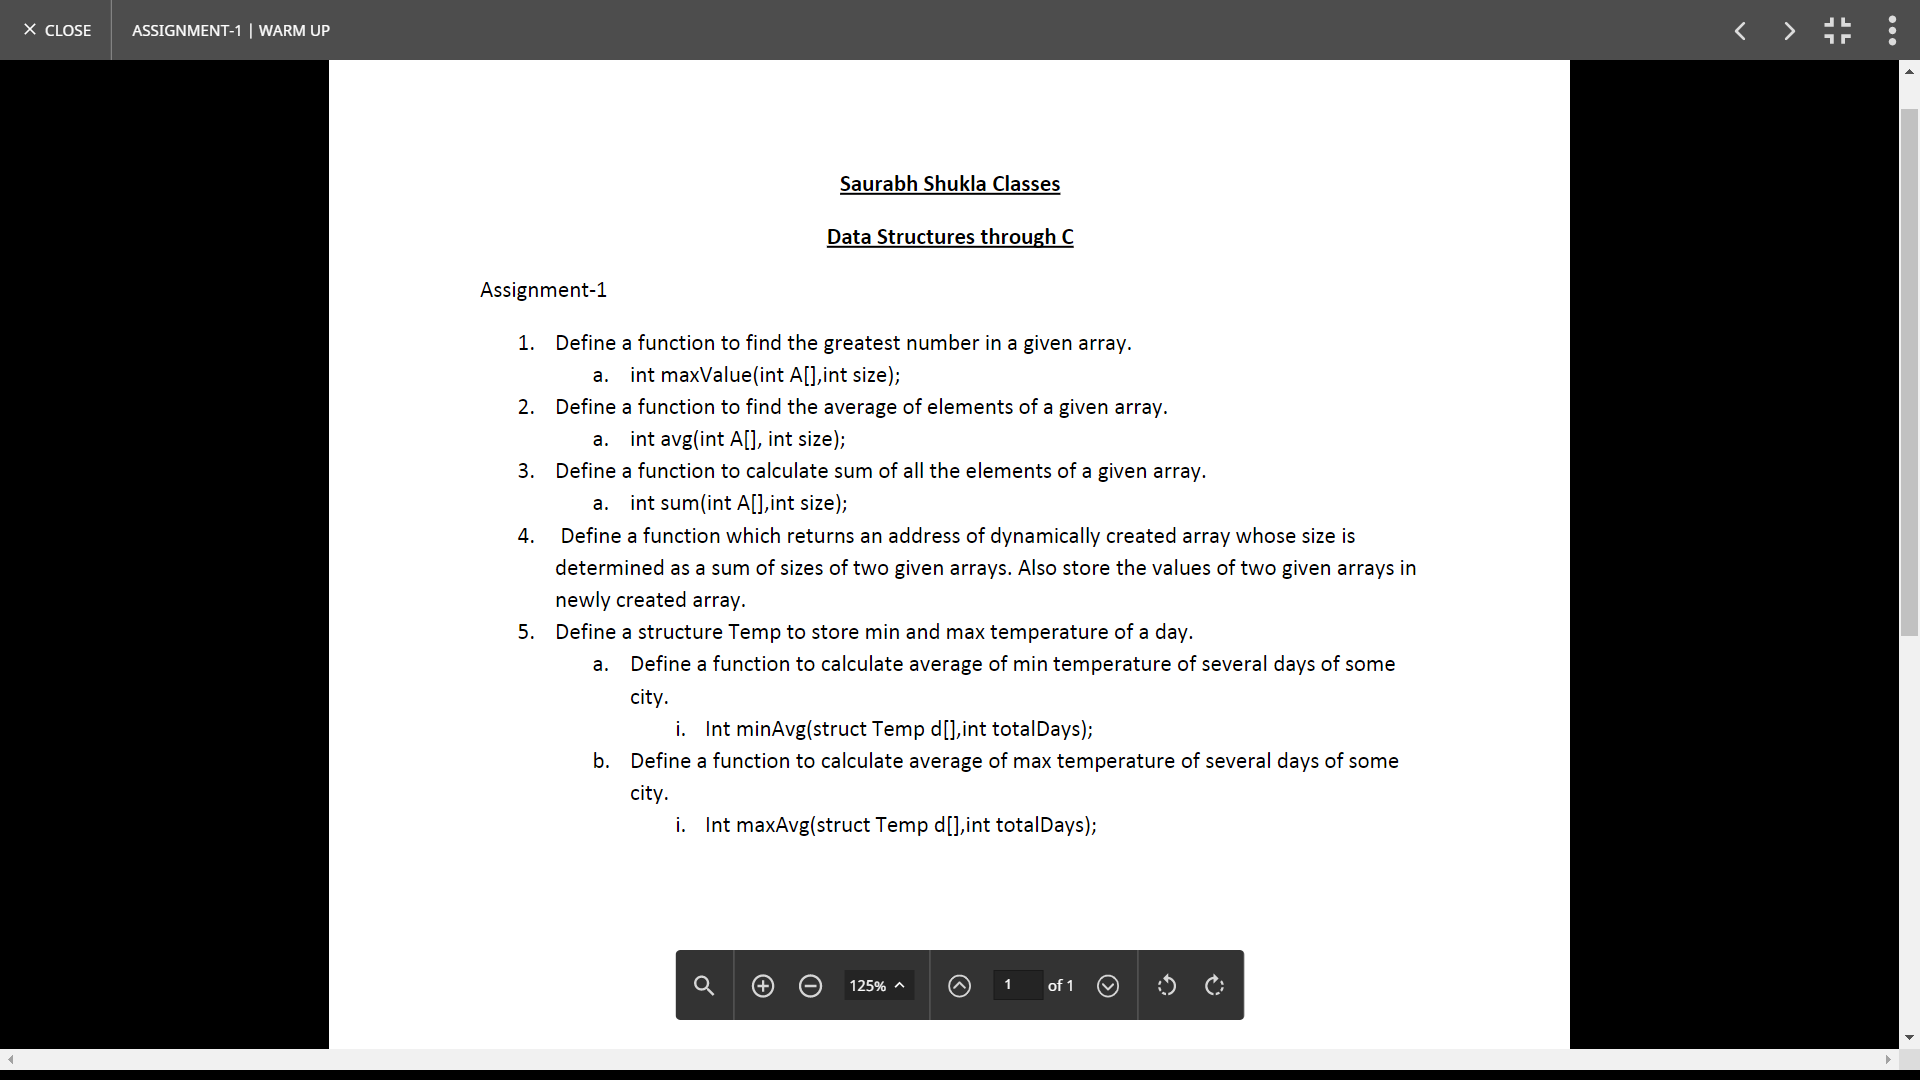 CLOSE ASSIGNMENT-1 | WARM UP
Saurabh Shukla Classes
Data Structures through C
Assignment-1
1. Define a function to find the greatest number in a given array.
a. int maxValue(int A[],int size);
2. Define a function to find the average of elements of a given array.
a. int avg(int A[], int size);
3. Define a function to calculate sum of all the elements of a given array.
a. int sum(int A[],int size);
4. Define a function which returns an address of dynamically created array whose size is
determined as a sum of sizes of two given arrays. Also store the values of two given arrays in
newly created array.
5. Define a structure Temp to store min and max temperature of a day.
a. Define a function to calculate average of min temperature of several days of some
city.
i. Int minAvg(struct Temp d[],int totalDays);
b. Define a function to calculate average of max temperature of several days of some
city.
i. Int maxAvg(struct Temp d[],int totalDays);
125% 1 of 1